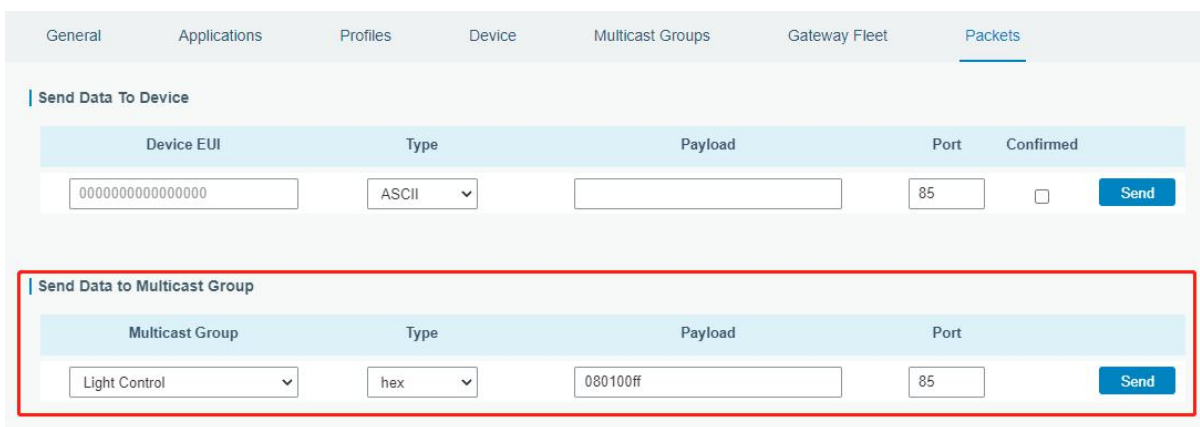 General Applications Profiles Device Multicast Groups Gateway Fleet Packets
Send Data To Device
Device EUI Type Payload Port Confirmed
0000000000000000 ASCII 85 Send
Send Data to Multicast Group
Multicast Group Type Payload Port
Light Control hex 080100ff 85 Send